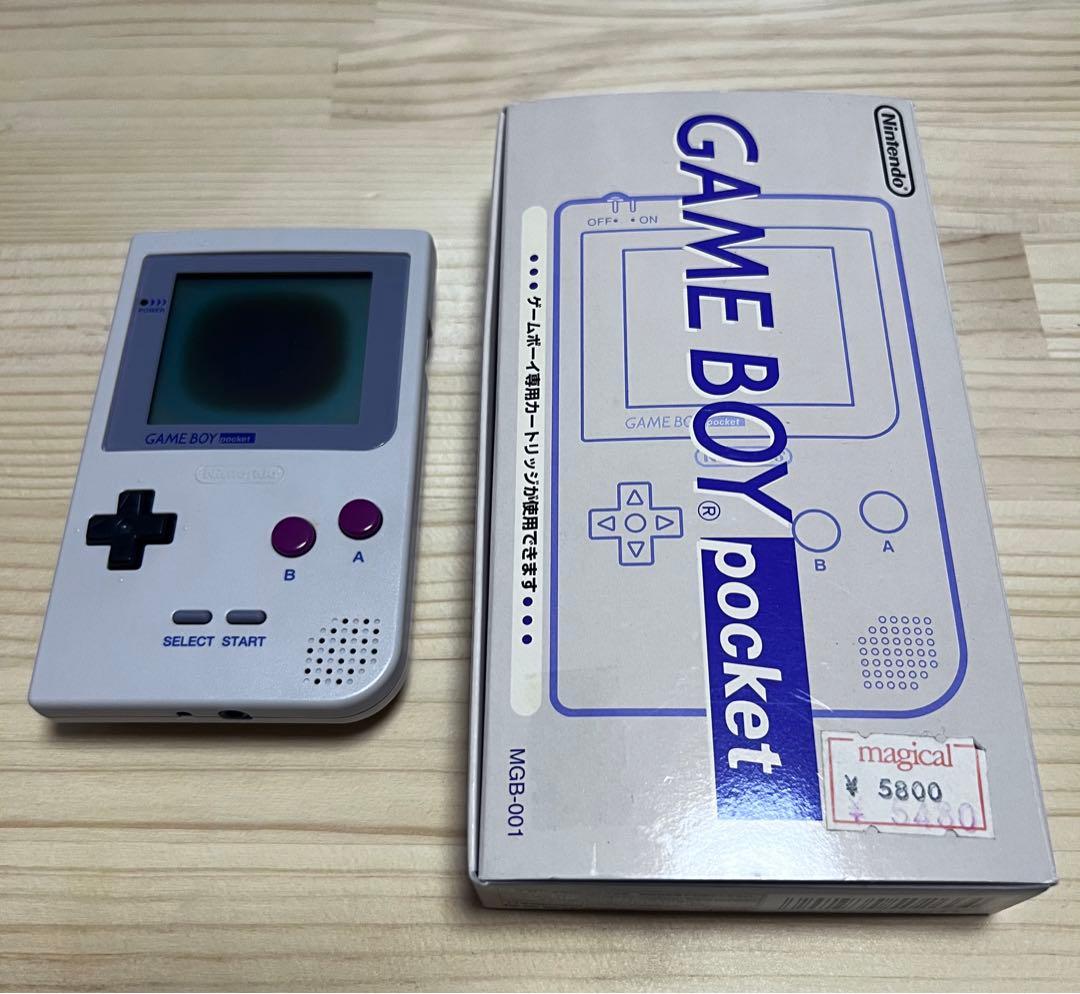 POWER
GAME BOY pocket
Nintendo
B
A
SELECT START
Nintendo
GAME BOY® pocket
OFF • • ON
GAME BO pocket
B
A
•••ゲームボーイ専用カートリッジが使用できます•••
MGB-001
magical
¥ 5800
¥ 5480